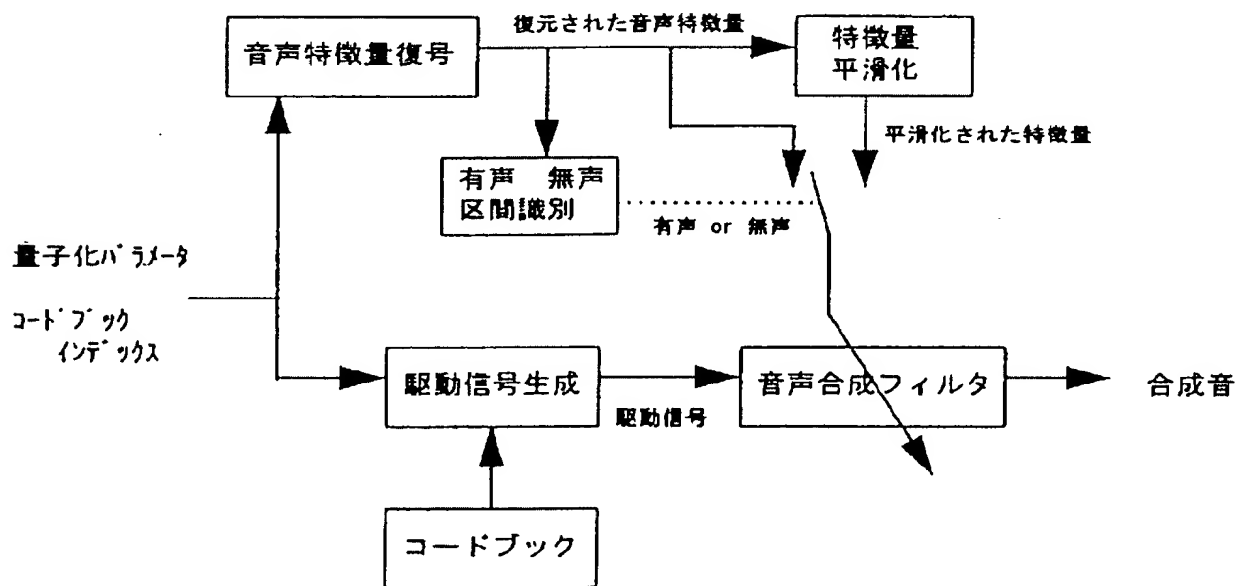 復元された音声特徴量
音声特徴量復号
特徴量
平滑化
平滑化された特徴量
有声 無声
区間識別
有声 or 無声
量子化パラメータ
コードブック
インデックス
駆動信号生成
駆動信号
音声合成フィルタ
合成音
コードブック